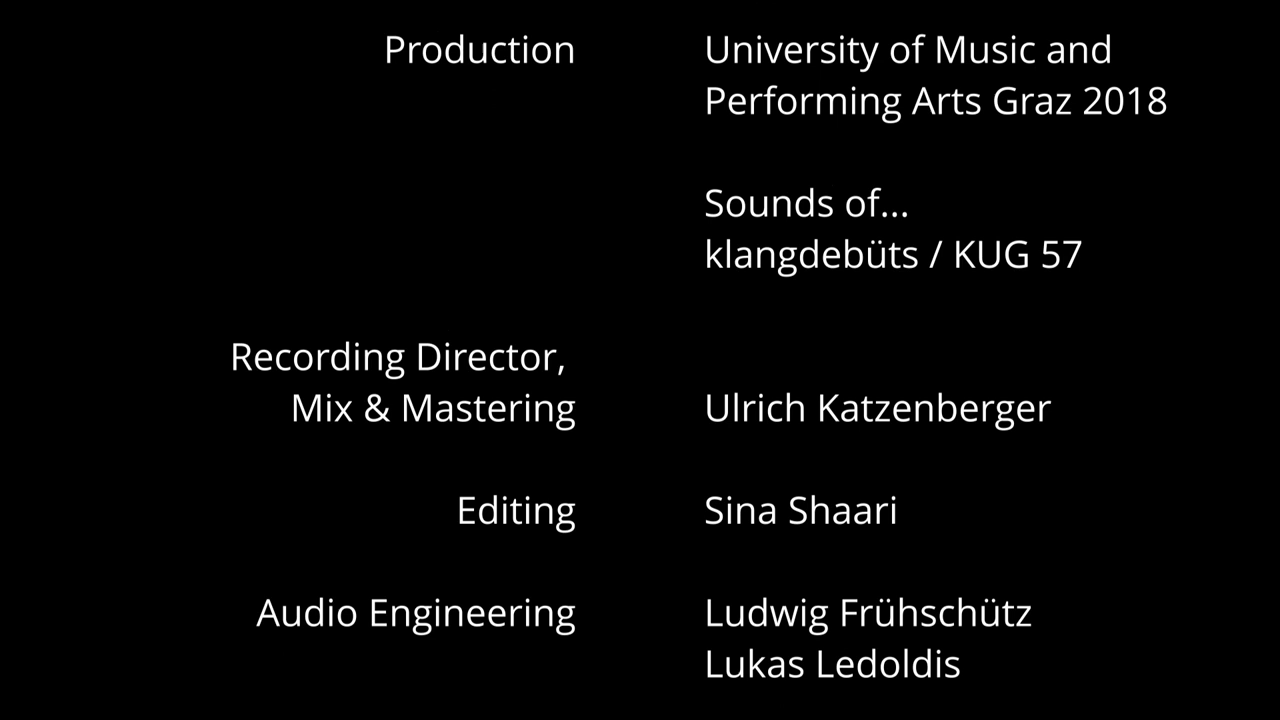 Production
University of Music and
Performing Arts Graz 2018
Sounds of...
klangdebüts / KUG 57
Recording Director,
Mix & Mastering
Ulrich Katzenberger
Editing
Sina Shaari
Audio Engineering
Ludwig Frühschütz
Lukas Ledoldis